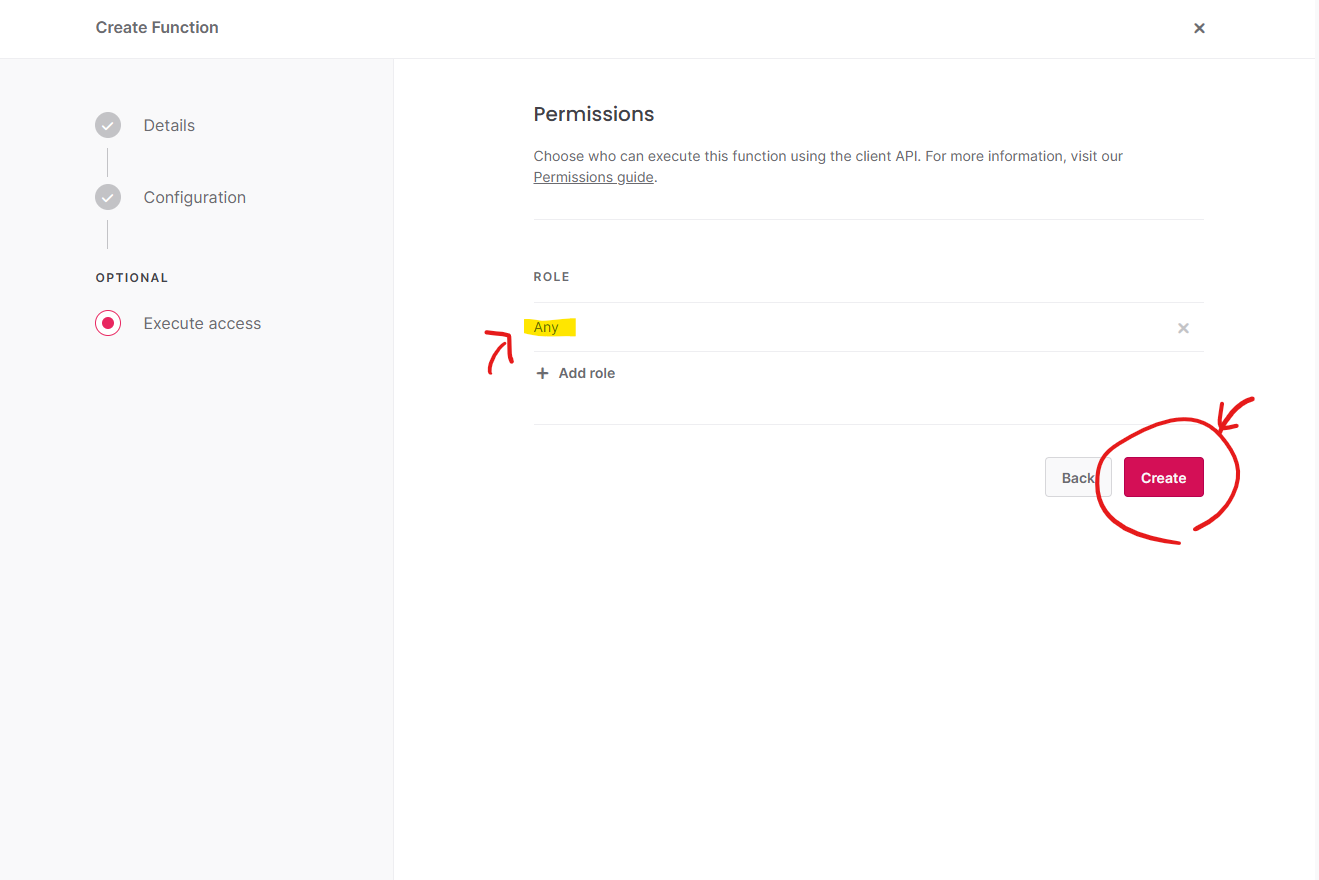 Create Function
Details
Configuration
OPTIONAL
Execute access
Permissions
Choose who can execute this function using the client API. For more information, visit our
Permissions guide.
ROLE
Any
Add role
Back
Create